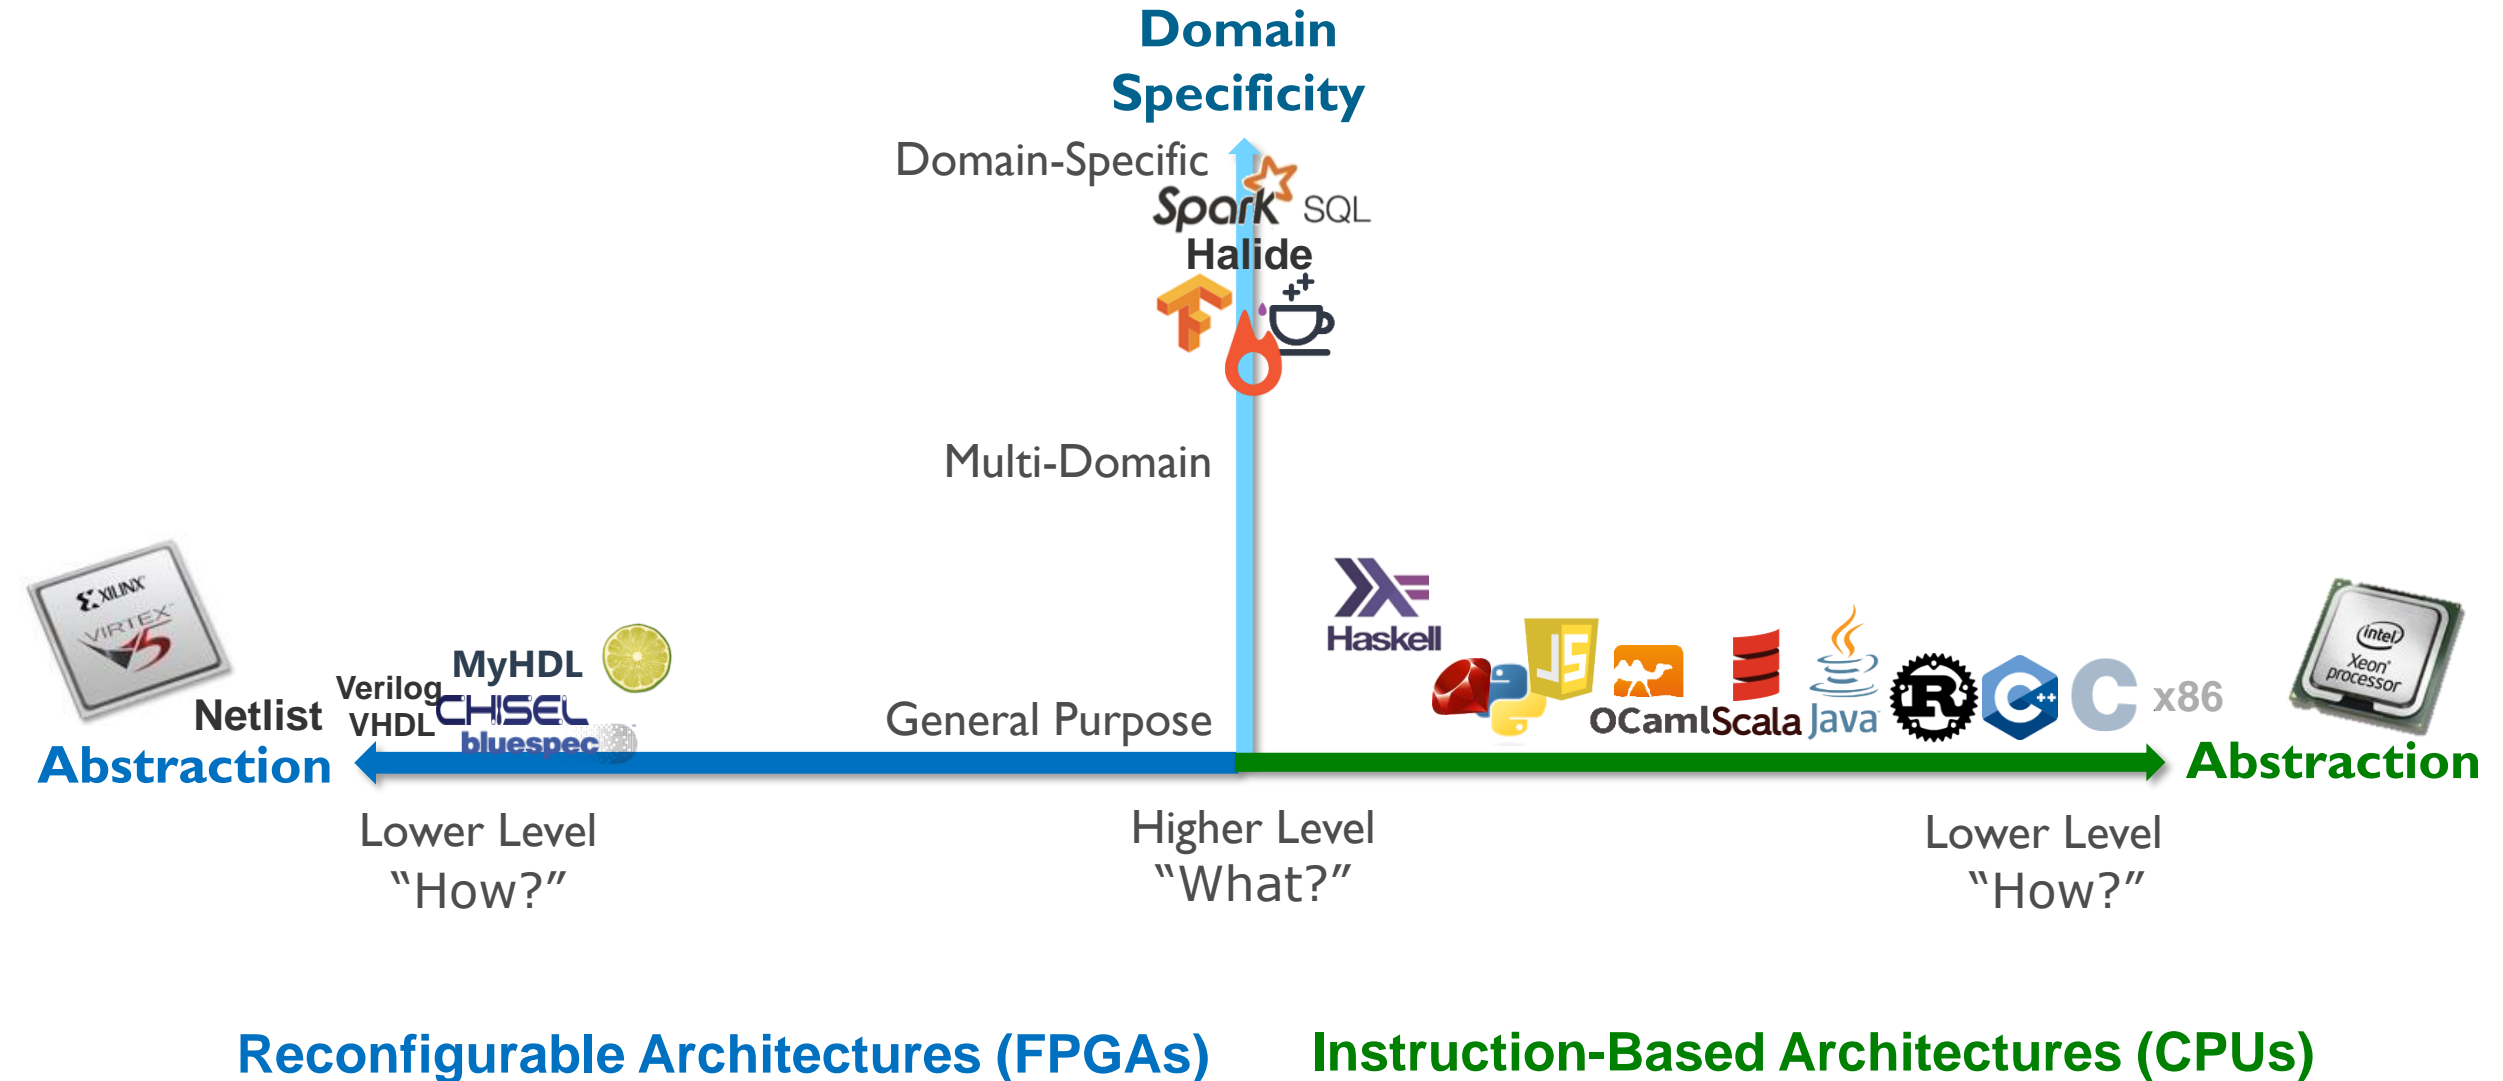 Domain
Specificity
Domain-Specific
Spark SQL
Halide
Multi-Domain
XILINX
VIRTEX
5
Netlist
Verilog
VHDL
MyHDL
CHISEL
bluespec™
General Purpose
Haskell
JS
OCaml
Scala
Java
R
C++
C
x86
intel
Xeon®
processor
Abstraction
Abstraction
Lower Level
"How?"
Higher Level
"What?"
Lower Level
"How?"
Reconfigurable Architectures (FPGAs)
Instruction-Based Architectures (CPUs)